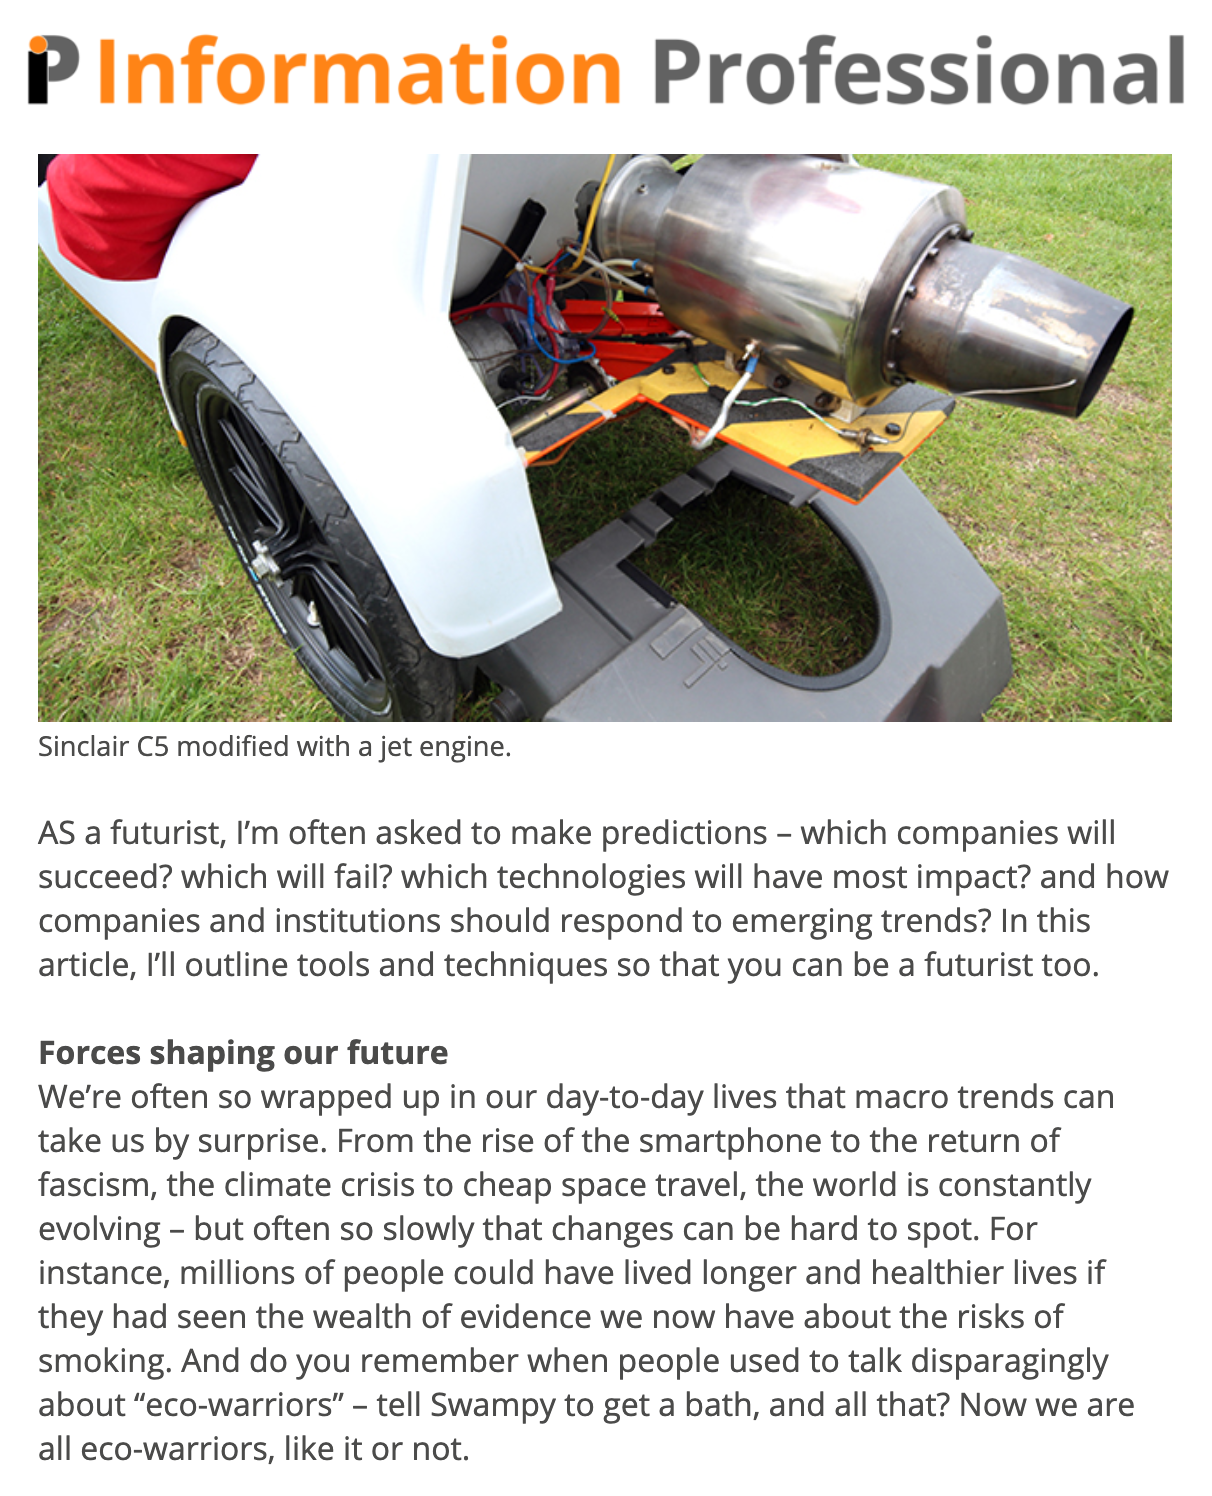 iP Information Professional
Sinclair C5 modified with a jet engine.
AS a futurist, I’m often asked to make predictions – which companies will
succeed? which will fail? which technologies will have most impact? and how
companies and institutions should respond to emerging trends? In this
article, I’ll outline tools and techniques so that you can be a futurist too.
Forces shaping our future
We’re often so wrapped up in our day-to-day lives that macro trends can
take us by surprise. From the rise of the smartphone to the return of
fascism, the climate crisis to cheap space travel, the world is constantly
evolving – but often so slowly that changes can be hard to spot. For
instance, millions of people could have lived longer and healthier lives if
they had seen the wealth of evidence we now have about the risks of
smoking. And do you remember when people used to talk disparagingly
about “eco-warriors” – tell Swampy to get a bath, and all that? Now we are
all eco-warriors, like it or not.